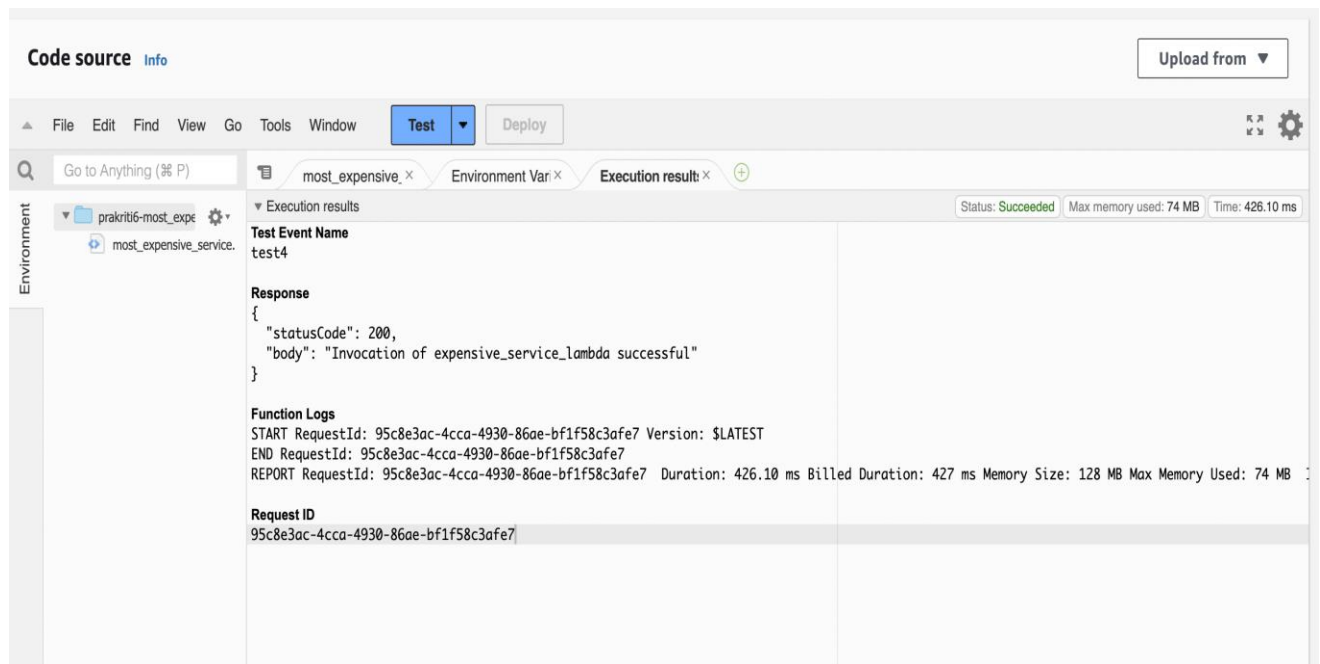 Code source Info
Upload from ▼
File Edit Find View Go Tools Window Test Deploy
Go to Anything (⌘ P)
most_expensive_ × Environment Vari × Execution results ×
Environment
prakriti6-most_expe
most_expensive_service.
Execution results
Status: Succeeded Max memory used: 74 MB Time: 426.10 ms
Test Event Name
test4
Response
{
"statusCode": 200,
"body": "Invocation of expensive_service_lambda successful"
}
Function Logs
START RequestId: 95c8e3ac-4cca-4930-86ae-bf1f58c3afe7 Version: $LATEST
END RequestId: 95c8e3ac-4cca-4930-86ae-bf1f58c3afe7
REPORT RequestId: 95c8e3ac-4cca-4930-86ae-bf1f58c3afe7 Duration: 426.10 ms Billed Duration: 427 ms Memory Size: 128 MB Max Memory Used: 74 MB
Request ID
95c8e3ac-4cca-4930-86ae-bf1f58c3afe7